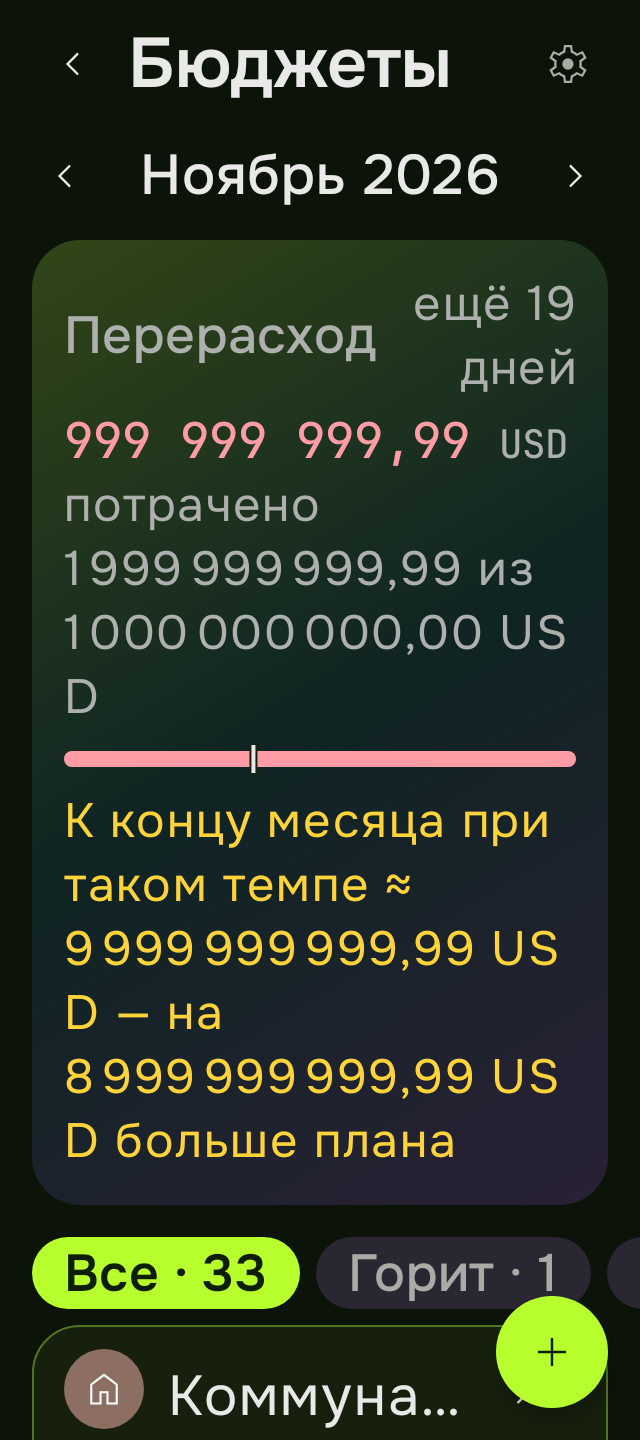 Бюджеты
Ноябрь 2026
Перерасход
ещё 19
дней
999 999 999,99 USD
потрачено
1 999 999 999,99 из
1 000 000 000,00 US
D
К концу месяца при
таком темпе ≈
9 999 999 999,99 US
D — на
8 999 999 999,99 US
D больше плана
Все · 33
Горит · 1
Коммуна...